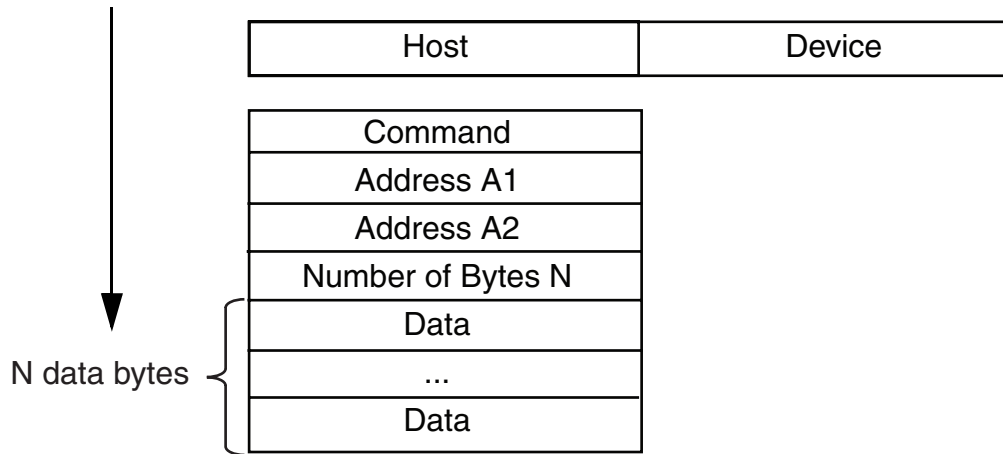 Host Device
Command
Address A1
Address A2
Number of Bytes N
Data
N data bytes ...
Data